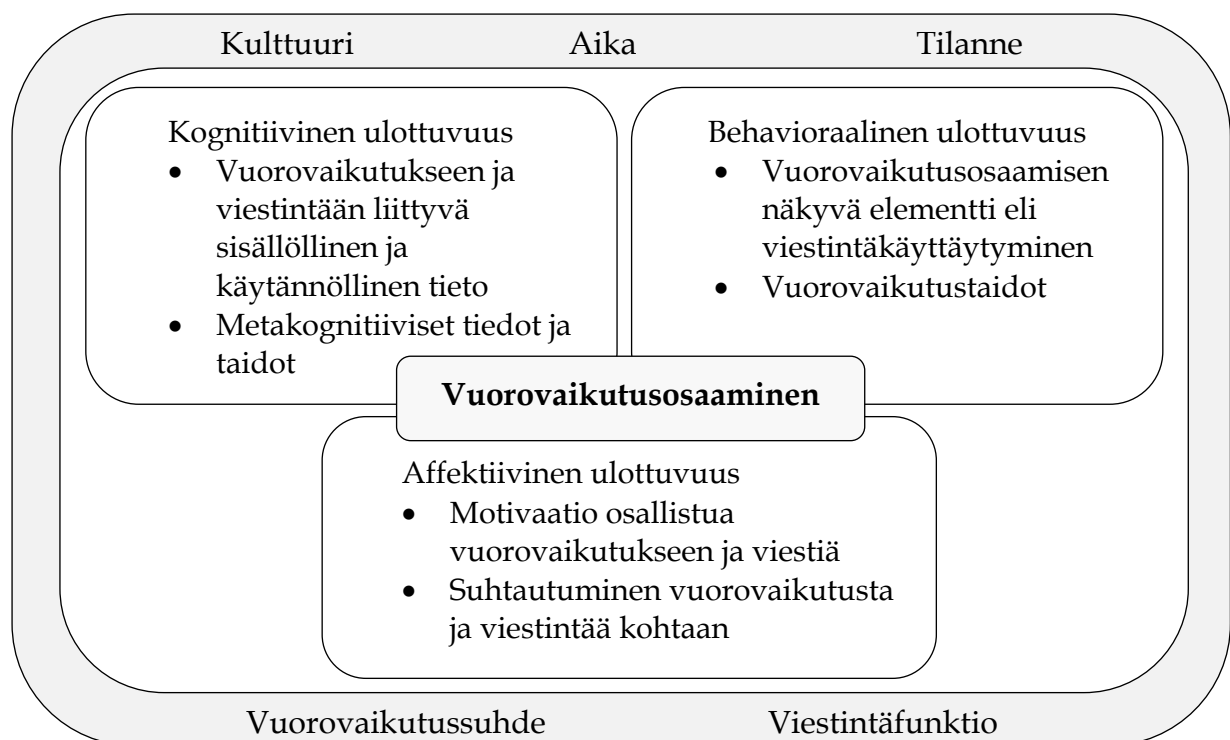 Kulttuuri Aika Tilanne
Kognitiivinen ulottuvuus
• Vuorovaikutukseen ja
viestintään liittyvä
sisällöllinen ja
käytännöllinen tieto
• Metakognitiiviset tiedot ja
taidot
Behavioraalinen ulottuvuus
• Vuorovaikutusosaamisen
näkyvä elementti eli
viestintäkäyttäytyminen
• Vuorovaikutustaidot
Vuorovaikutusosaaminen
Affektiivinen ulottuvuus
• Motivaatio osallistua
vuorovaikutukseen ja viestiä
• Suhtautuminen vuorovaikutusta
ja viestintää kohtaan
Vuorovaikutussuhde Viestintäfunktio